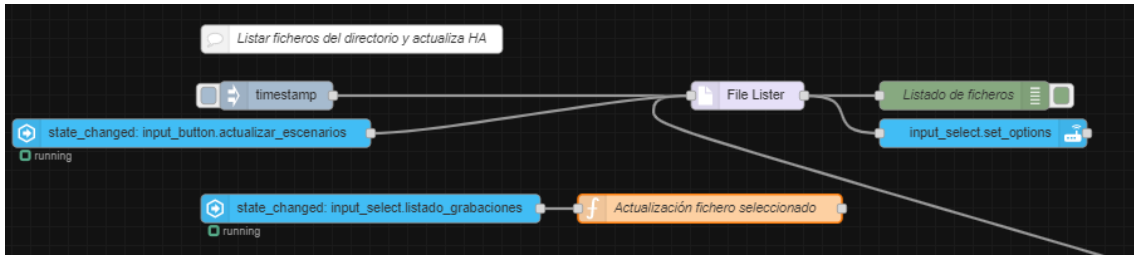 Listar ficheros del directorio y actualiza HA
timestamp
File Lister
Listado de ficheros
state_changed: input_button.actualizar_escenarios
input_select.set_options
running
state_changed: input_select.listado_grabaciones
Actualización fichero seleccionado
running